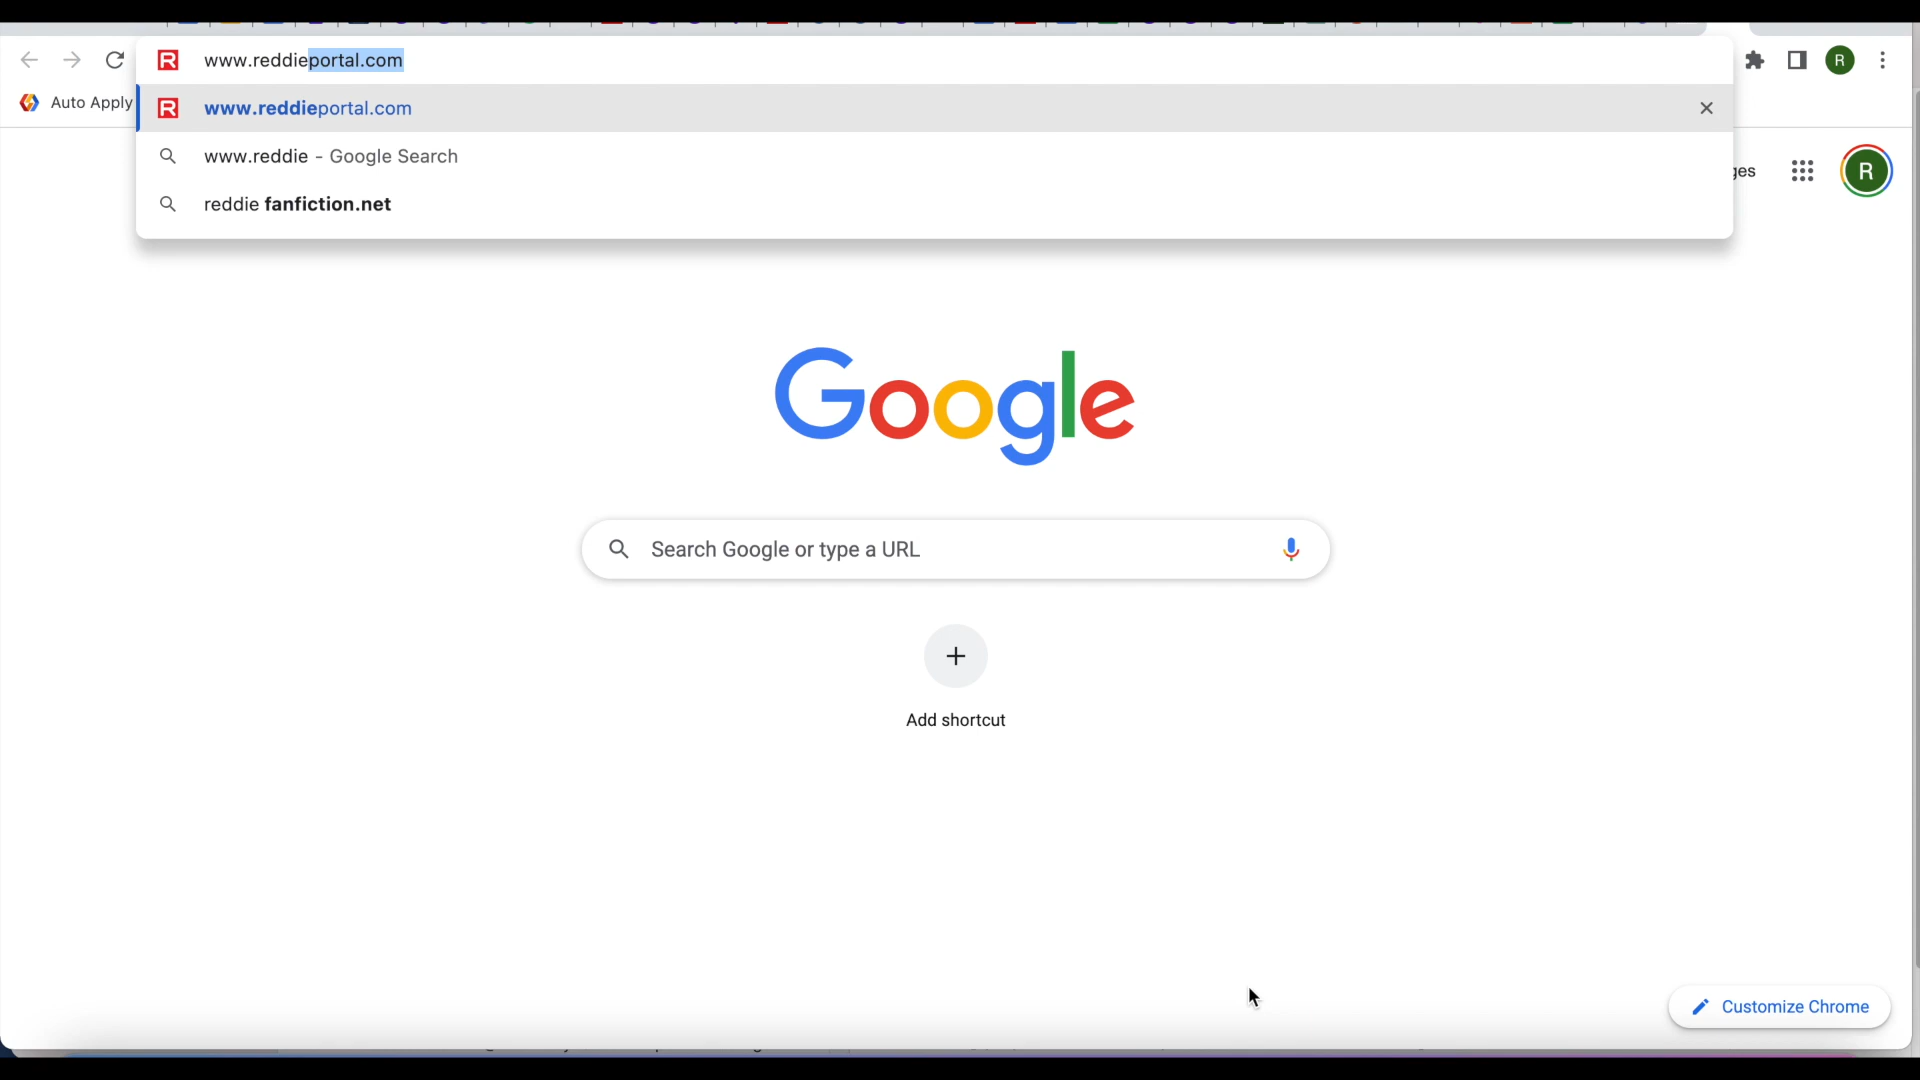 www.reddieportal.com
Auto Apply
www.reddieportal.com
www.reddie - Google Search
reddie fanfiction.net
R
R
Google
Search Google or type a URL
Add shortcut
Customize Chrome